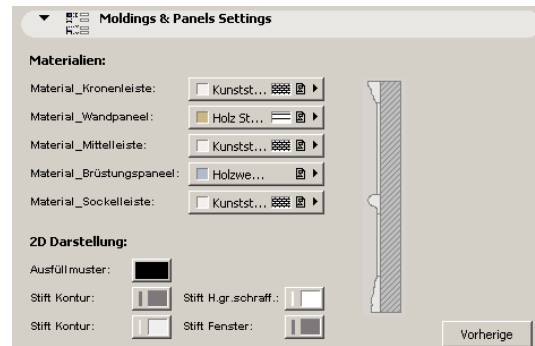 Moldings & Panels Settings
Materialien:
Material_Kronenleiste: Kunstst...
Material_Wandpaneel: Holz St...
Material_Mittelleiste: Kunstst...
Material_Brüstungspaneel: Holzwe...
Material_Sockelleiste: Kunstst...
2D Darstellung:
Ausfüllmuster:
Stift Kontur: Stift H.gr.schraff.:
Stift Kontur: Stift Fenster:
Vorherige